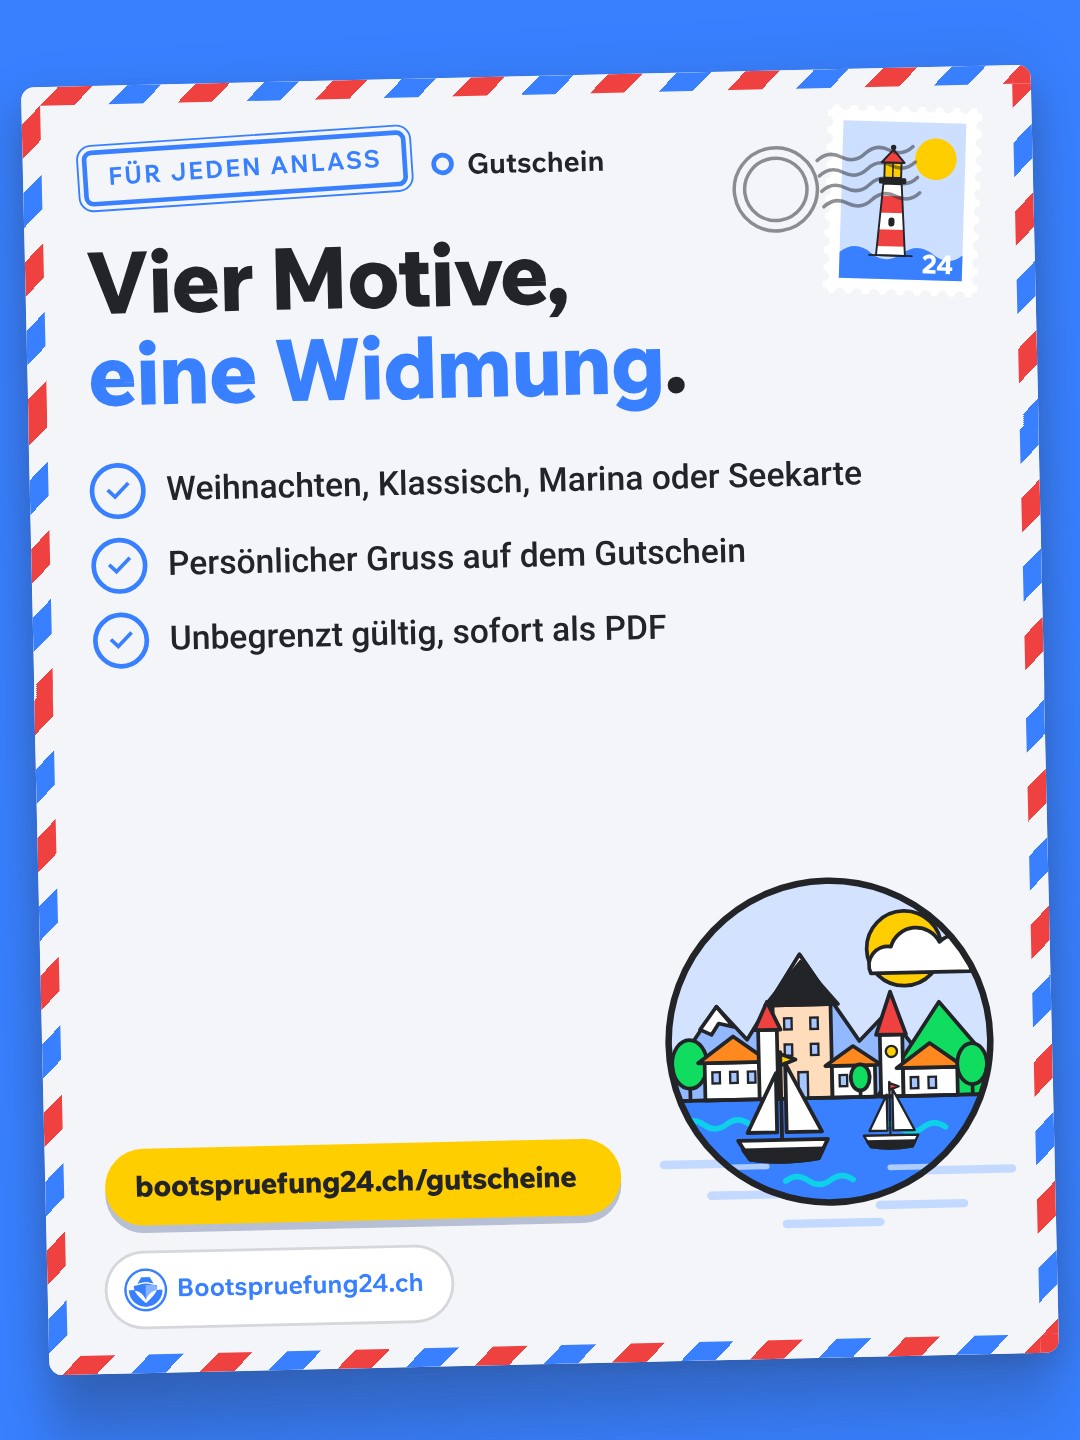 FÜR JEDEN ANLASS
Gutschein
24
Vier Motive,
eine Widmung.
Weihnachten, Klassisch, Marina oder Seekarte
Persönlicher Gruss auf dem Gutschein
Unbegrenzt gültig, sofort als PDF
bootspruefung24.ch/gutscheine
Bootspruefung24.ch